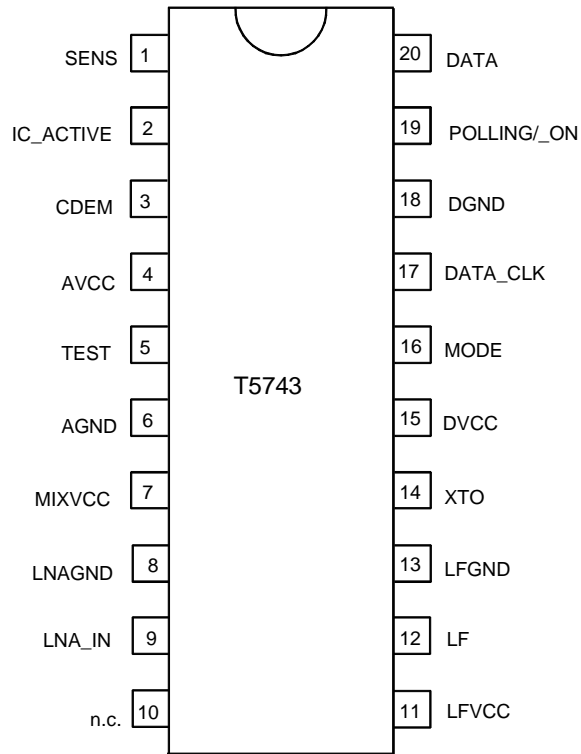 SENS 1 20 DATA
IC_ACTIVE 2 19 POLLING/_ON
CDEM 3 18 DGND
AVCC 4 17 DATA_CLK
TEST 5 16 MODE
T5743
AGND 6 15 DVCC
MIXVCC 7 14 XTO
LNAGND 8 13 LFGND
LNA_IN 9 12 LF
n.c. 10 11 LFVCC